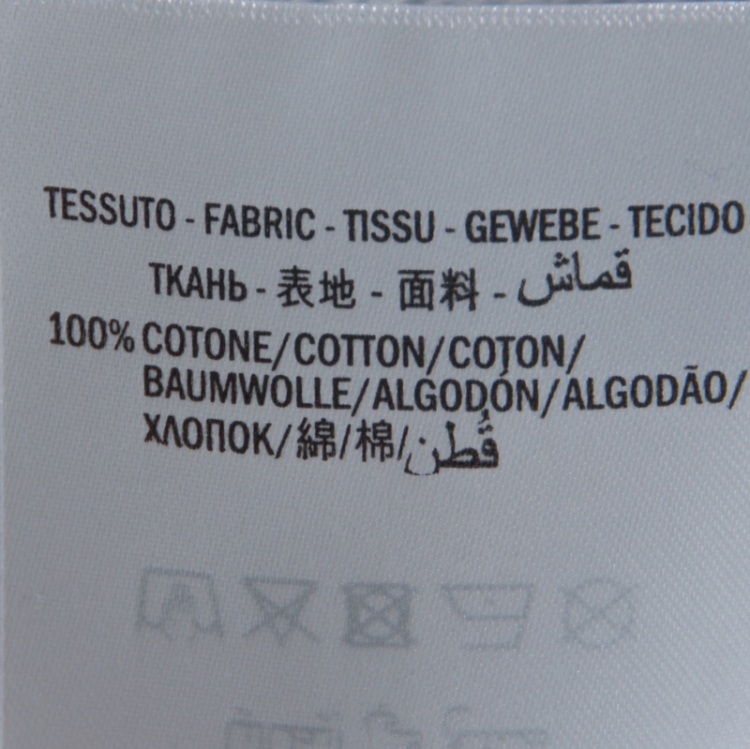 TESSUTO - FABRIC - TISSU - GEWEBE - TECIDO
ТКАНЬ - 表地 - 面料 - قماش
100% COTONE/COTTON/COTON/
BAUMWOLLE/ALGODÓN/ALGODÃO/
ХЛОПОК/綿/棉/قُطن